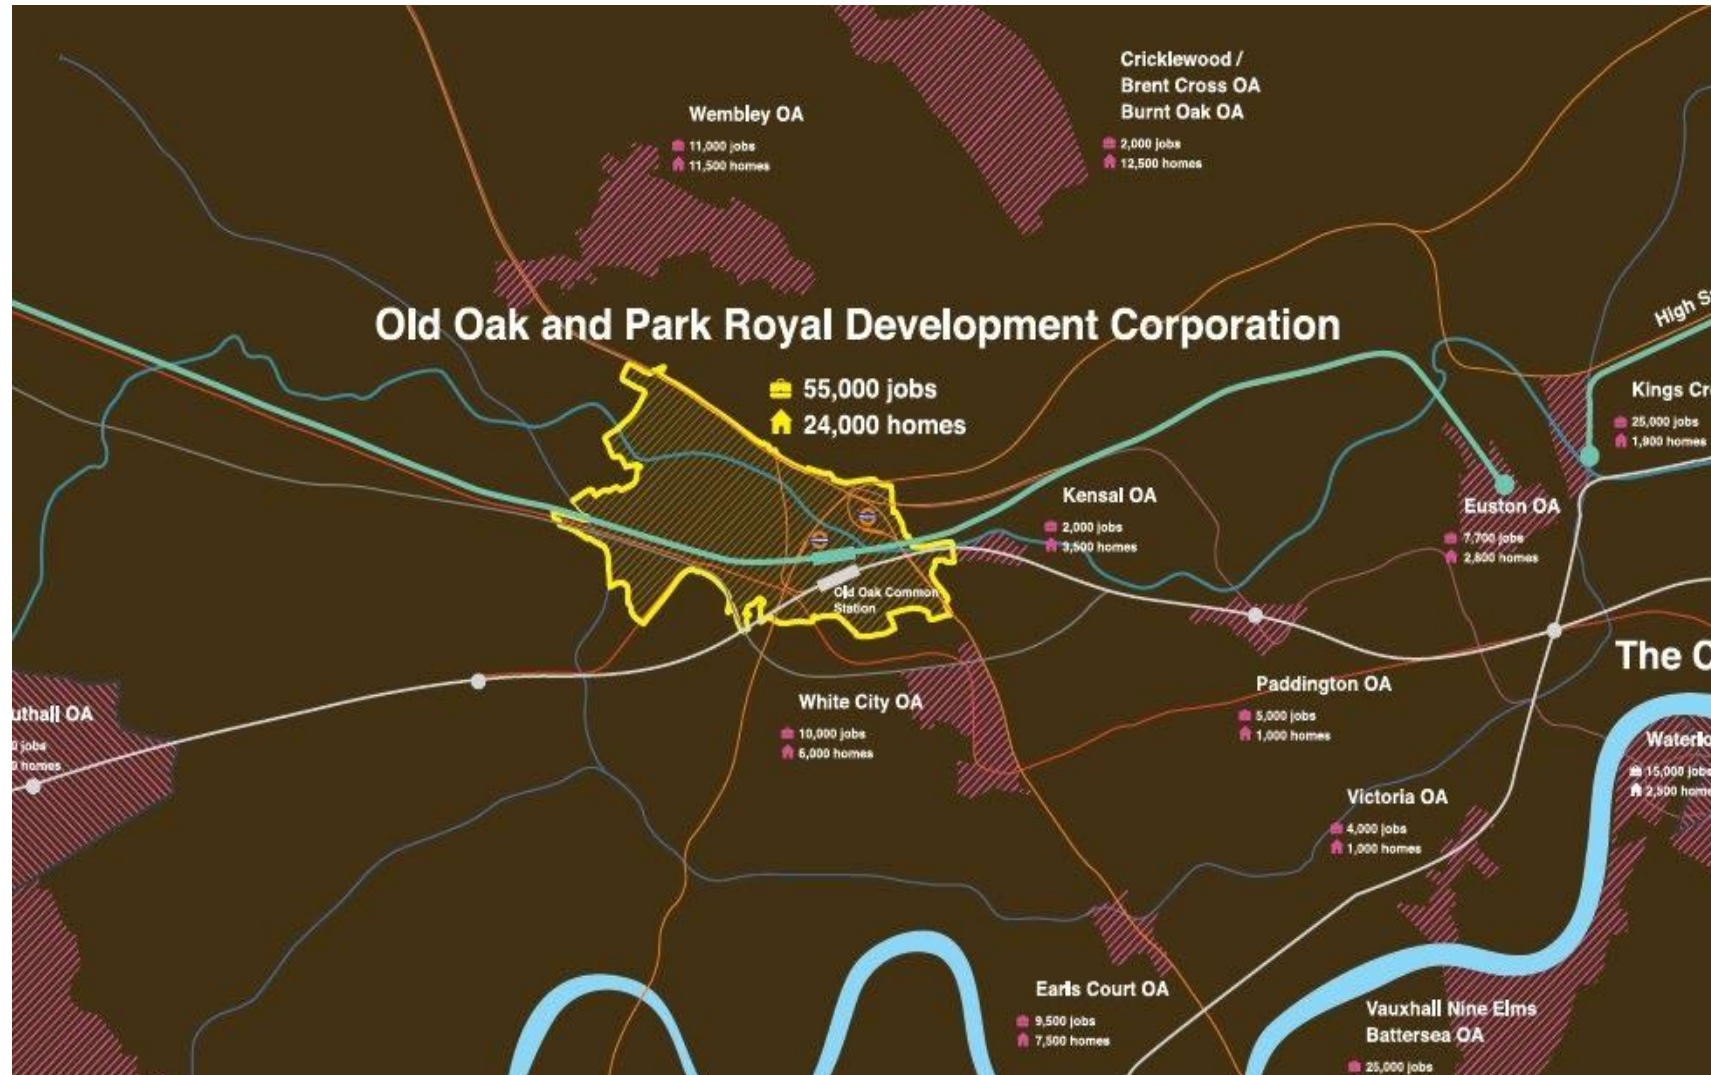 Cricklewood /
Brent Cross OA
Burnt Oak OA
2,000 jobs
12,500 homes
Wembley OA
11,000 jobs
11,500 homes
High S
Old Oak and Park Royal Development Corporation
55,000 jobs
24,000 homes
Kings Cr
25,000 jobs
1,900 homes
Kensal OA
2,000 jobs
3,500 homes
Euston OA
7,700 jobs
2,800 homes
Old Oak Common
Station
The C
Paddington OA
5,000 jobs
1,000 homes
White City OA
10,000 jobs
6,000 homes
uthall OA
0 jobs
0 homes
Waterlo
15,000 jobs
2,500 home
Victoria OA
4,000 jobs
1,000 homes
Earls Court OA
9,500 jobs
7,500 homes
Vauxhall Nine Elms
Battersea OA
25,000 jobs